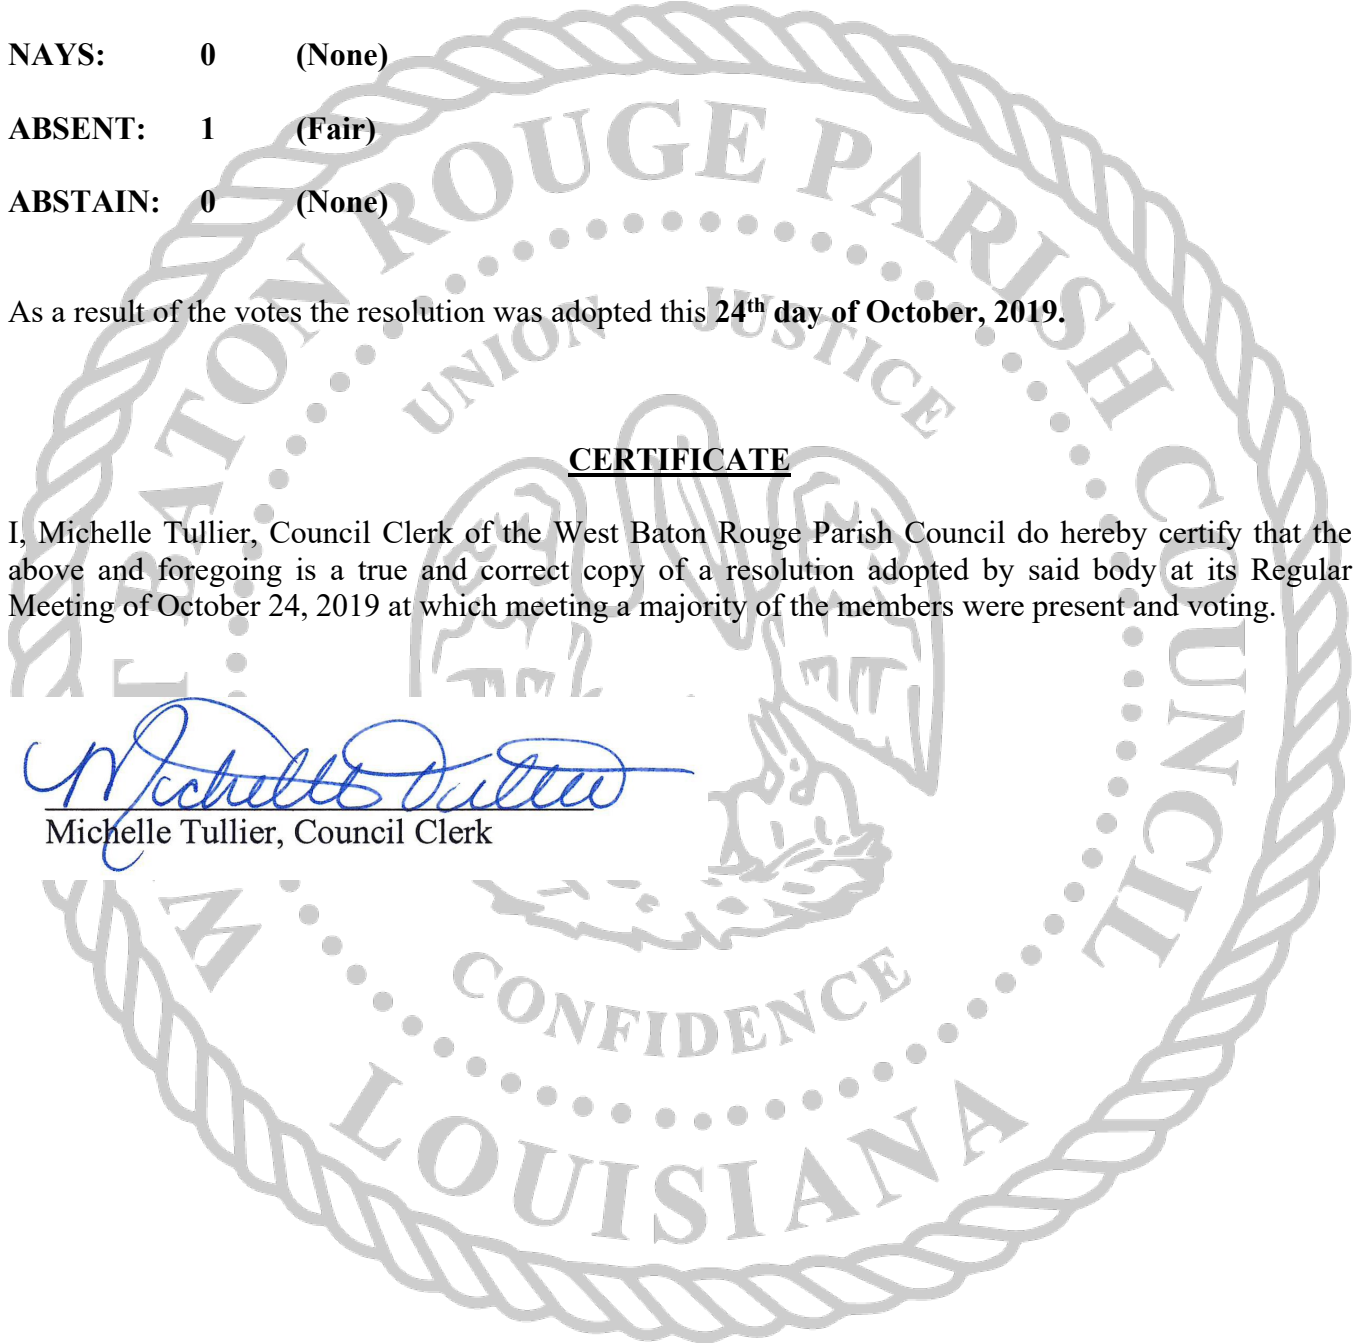 NAYS: 0 (None)
ABSENT: 1 (Fair)
ABSTAIN: 0 (None)
As a result of the votes the resolution was adopted this 24th day of October, 2019.
CERTIFICATE
I, Michelle Tullier, Council Clerk of the West Baton Rouge Parish Council do hereby certify that the
above and foregoing is a true and correct copy of a resolution adopted by said body at its Regular
Meeting of October 24, 2019 at which meeting a majority of the members were present and voting.
Michelle Tullier
Michelle Tullier, Council Clerk
W T BATON ROUGE PARISH COUNCIL
UNION JUSTICE
CONFIDENCE
LOUISIANA